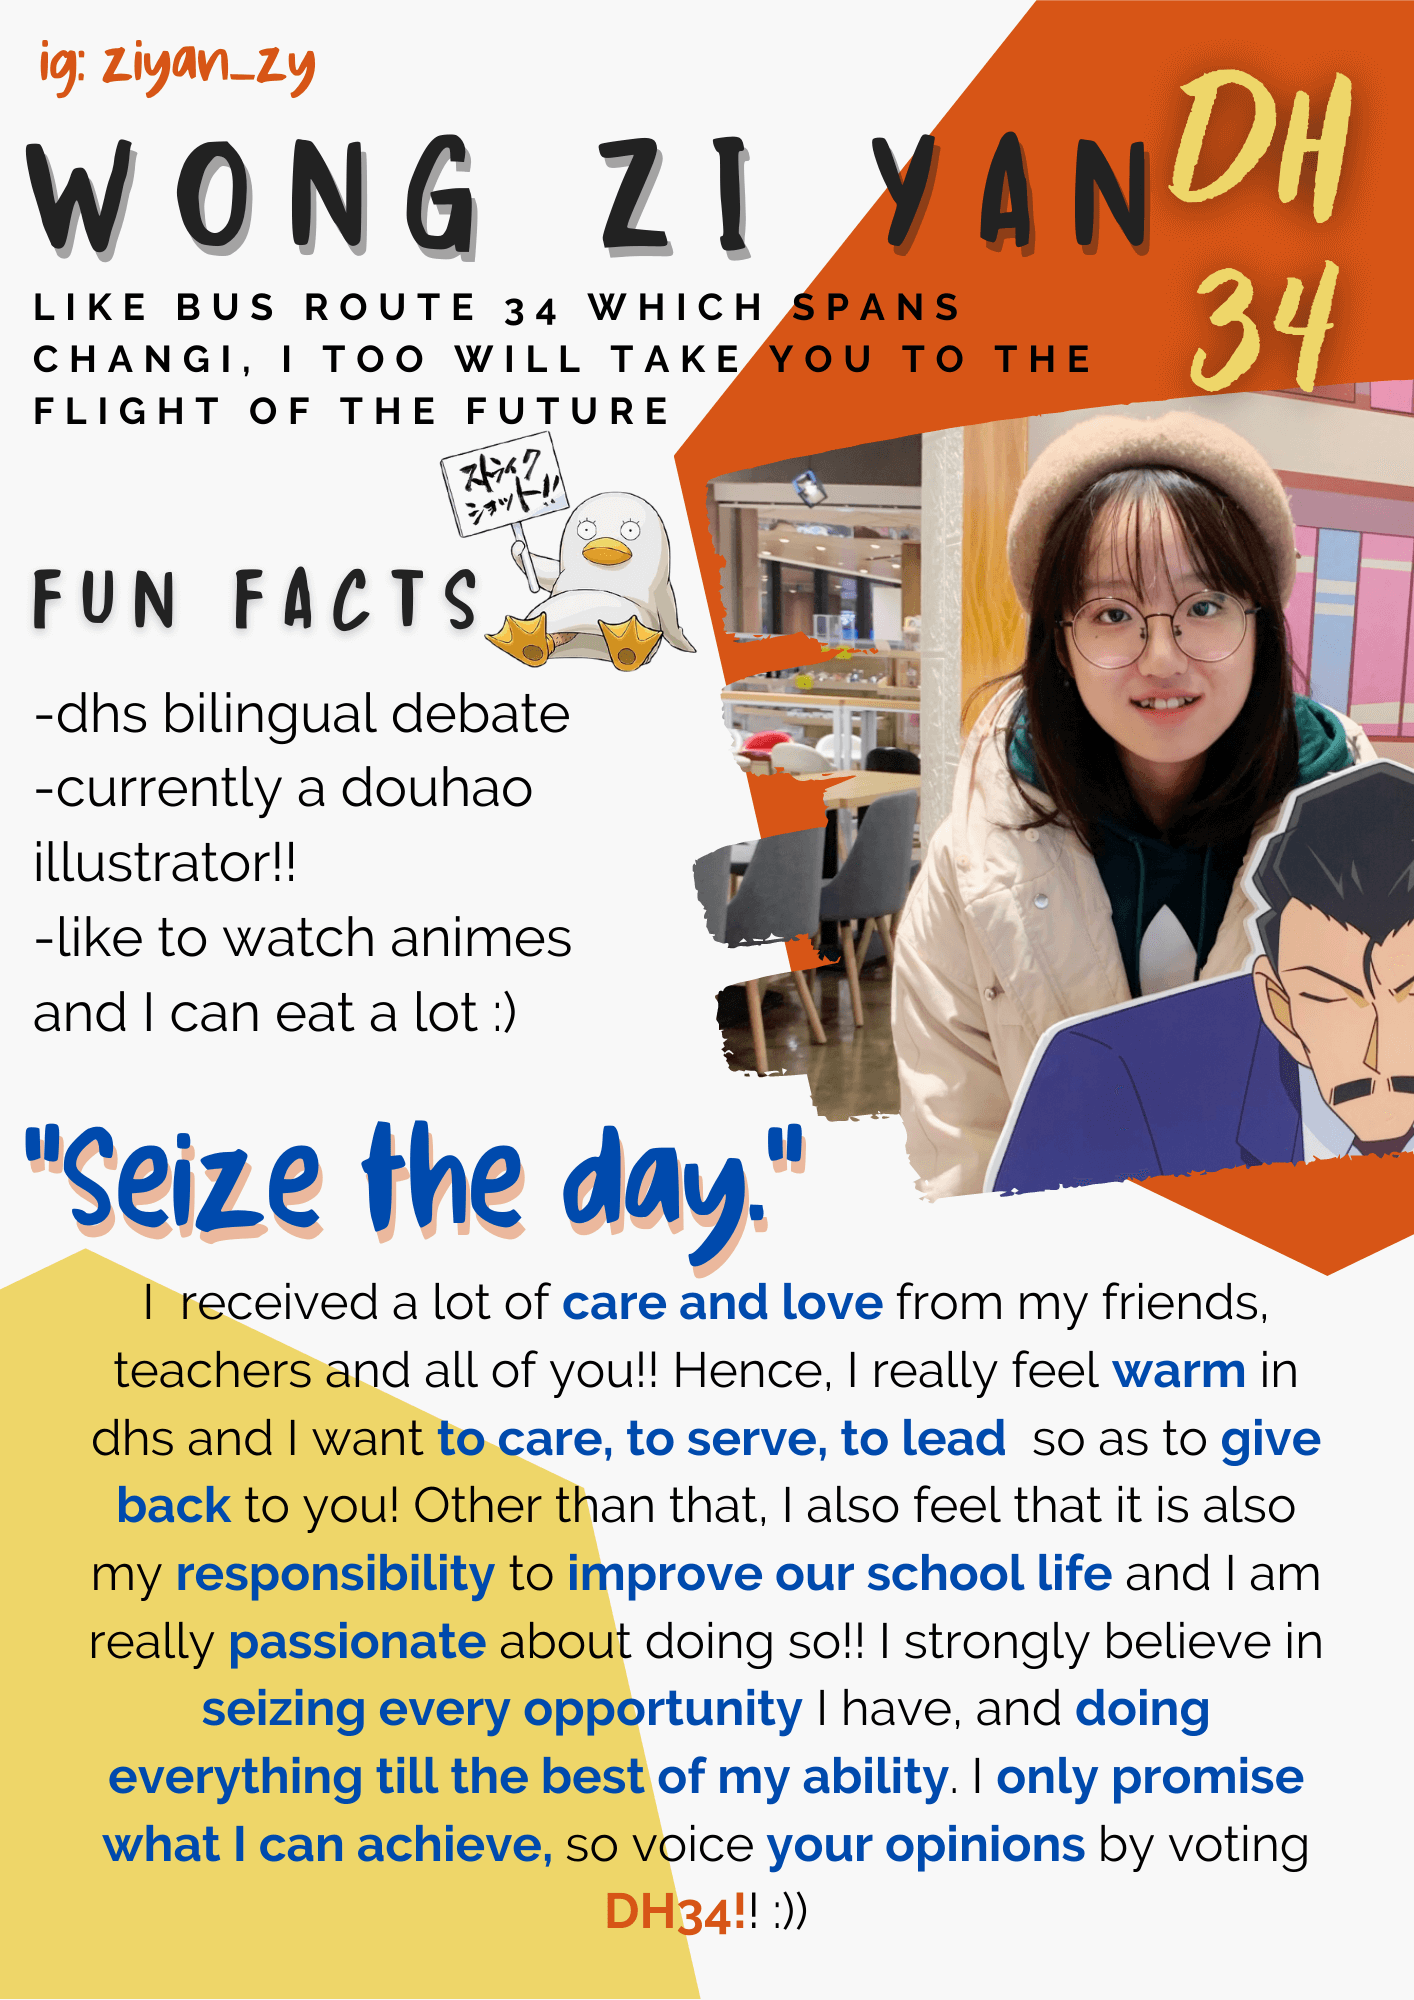 ig: ziyan_zy
WONG ZI YAN
DH
34
LIKE BUS ROUTE 34 WHICH SPANS
CHANGI, I TOO WILL TAKE YOU TO THE
FLIGHT OF THE FUTURE
ストライク
ショット!!
FUN FACTS
-dhs bilingual debate
-currently a douhao
illustrator!!
-like to watch animes
and I can eat a lot :)
"Seize the day."
I received a lot of care and love from my friends,
teachers and all of you!! Hence, I really feel warm in
dhs and I want to care, to serve, to lead so as to give
back to you! Other than that, I also feel that it is also
my responsibility to improve our school life and I am
really passionate about doing so!! I strongly believe in
seizing every opportunity I have, and doing
everything till the best of my ability. I only promise
what I can achieve, so voice your opinions by voting
DH34!! :))